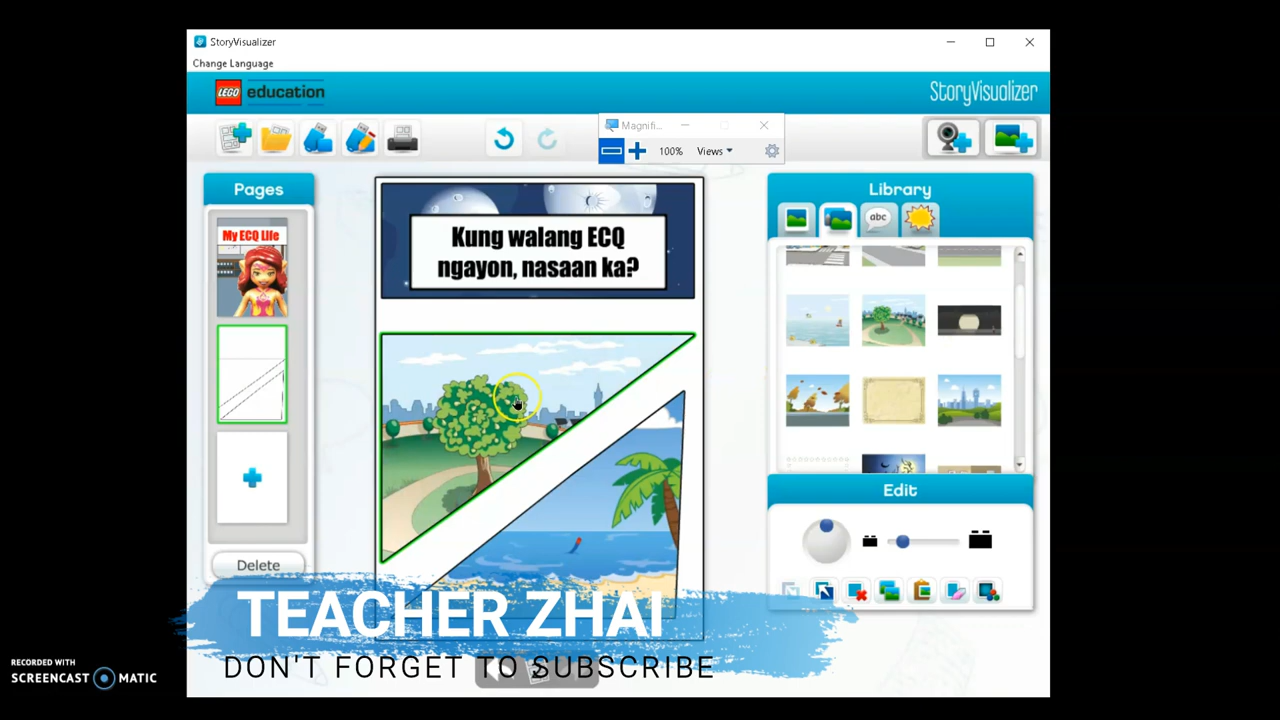 StoryVisualizer
Change Language
LEGO education
StoryVisualizer
Magnifi...
100% Views
Pages
Library
My ECQ Life
abc
Kung walang ECQ
ngayon, nasaan ka?
Edit
Delete
TEACHER ZHAI
DON'T FORGET TO SUBSCRIBE
RECORDED WITH
SCREENCAST MATIC